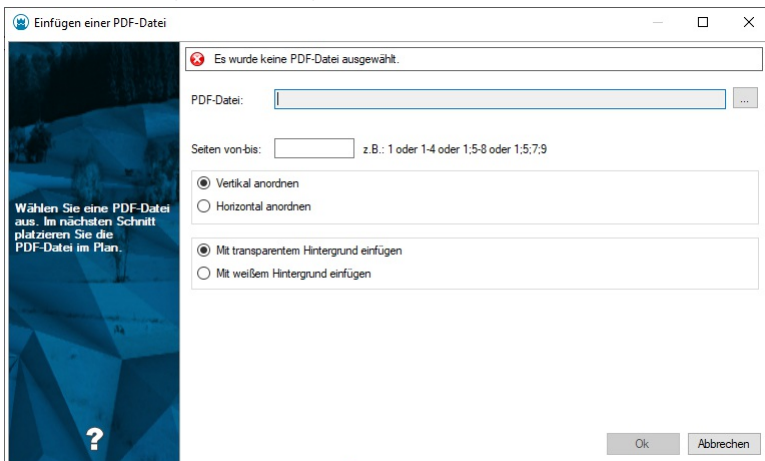 Einfügen einer PDF-Datei
Es wurde keine PDF-Datei ausgewählt.
PDF-Datei:
...
Seiten von-bis:
z.B.: 1 oder 1-4 oder 1;5-8 oder 1;5;7;9
Vertikal anordnen
Horizontal anordnen
Wählen Sie eine PDF-Datei
aus. Im nächsten Schritt
platzieren Sie die
PDF-Datei im Plan.
Mit transparentem Hintergrund einfügen
Mit weißem Hintergrund einfügen
?
Ok
Abbrechen